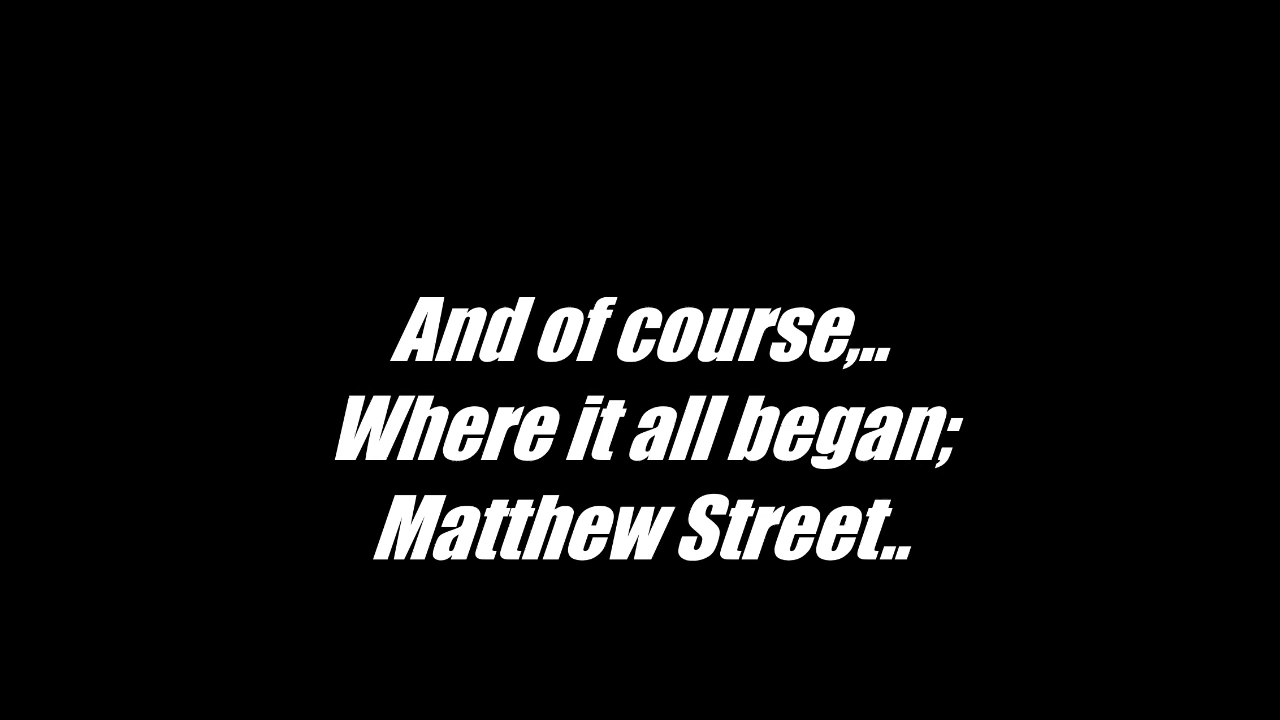 And of course,..
Where it all began;
Matthew Street..